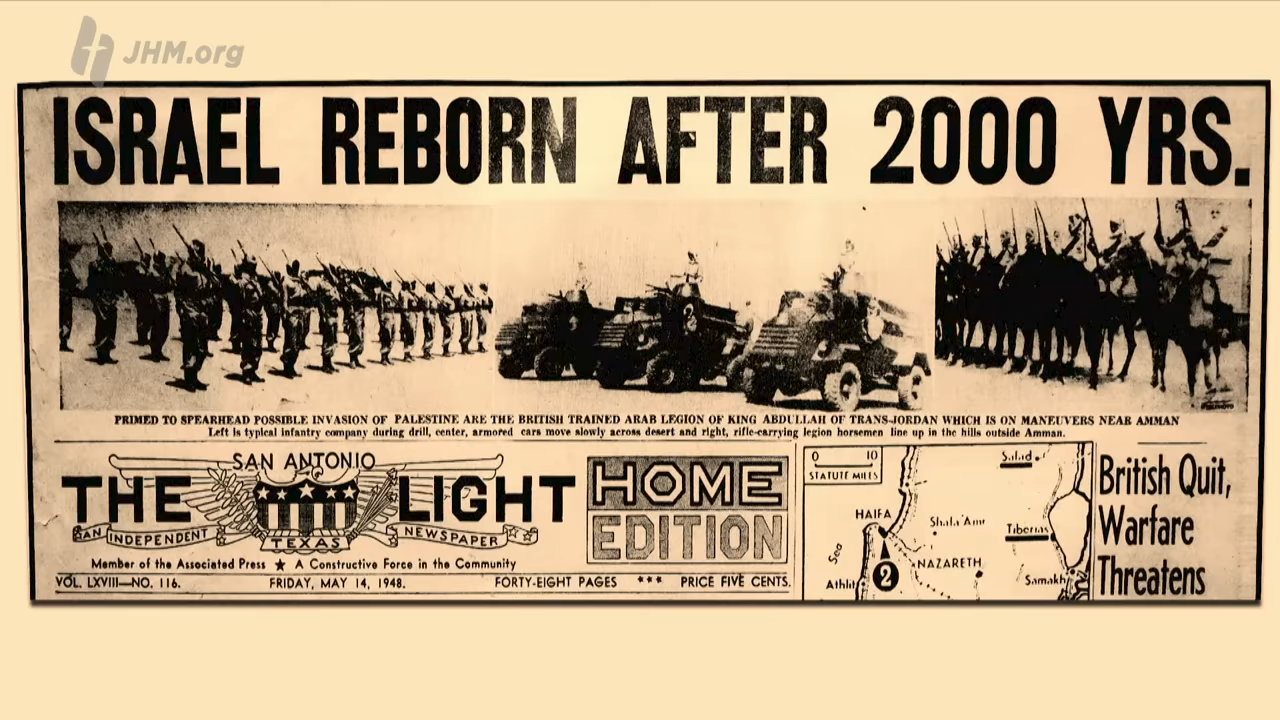 JHM.org
ISRAEL REBORN AFTER 2000 YRS.
PRIMED TO SPEARHEAD POSSIBLE INVASION OF PALESTINE ARE THE BRITISH TRAINED ARAB LEGION OF KING ABDULLAH OF TRANS-JORDAN WHICH IS ON MANEUVERS NEAR AMMAN
Left is typical infantry company during drill, center, armored cars move slowly across desert and right, rifle-carrying legion horsemen line up in the hills outside Amman.
SAN ANTONIO
THE LIGHT
AN INDEPENDENT NEWSPAPER
TEXAS
Member of the Associated Press ★ A Constructive Force in the Community
VOL. LXVIII—NO. 116. FRIDAY, MAY 14, 1948. FORTY-EIGHT PAGES *** PRICE FIVE CENTS.
HOME
EDITION
0 10
STATUTE MILES
Safad
HAIFA
Shafa 'Amr
Tiberias
Sea
2
NAZARETH
Athlit
Samakh
British Quit,
Warfare
Threatens